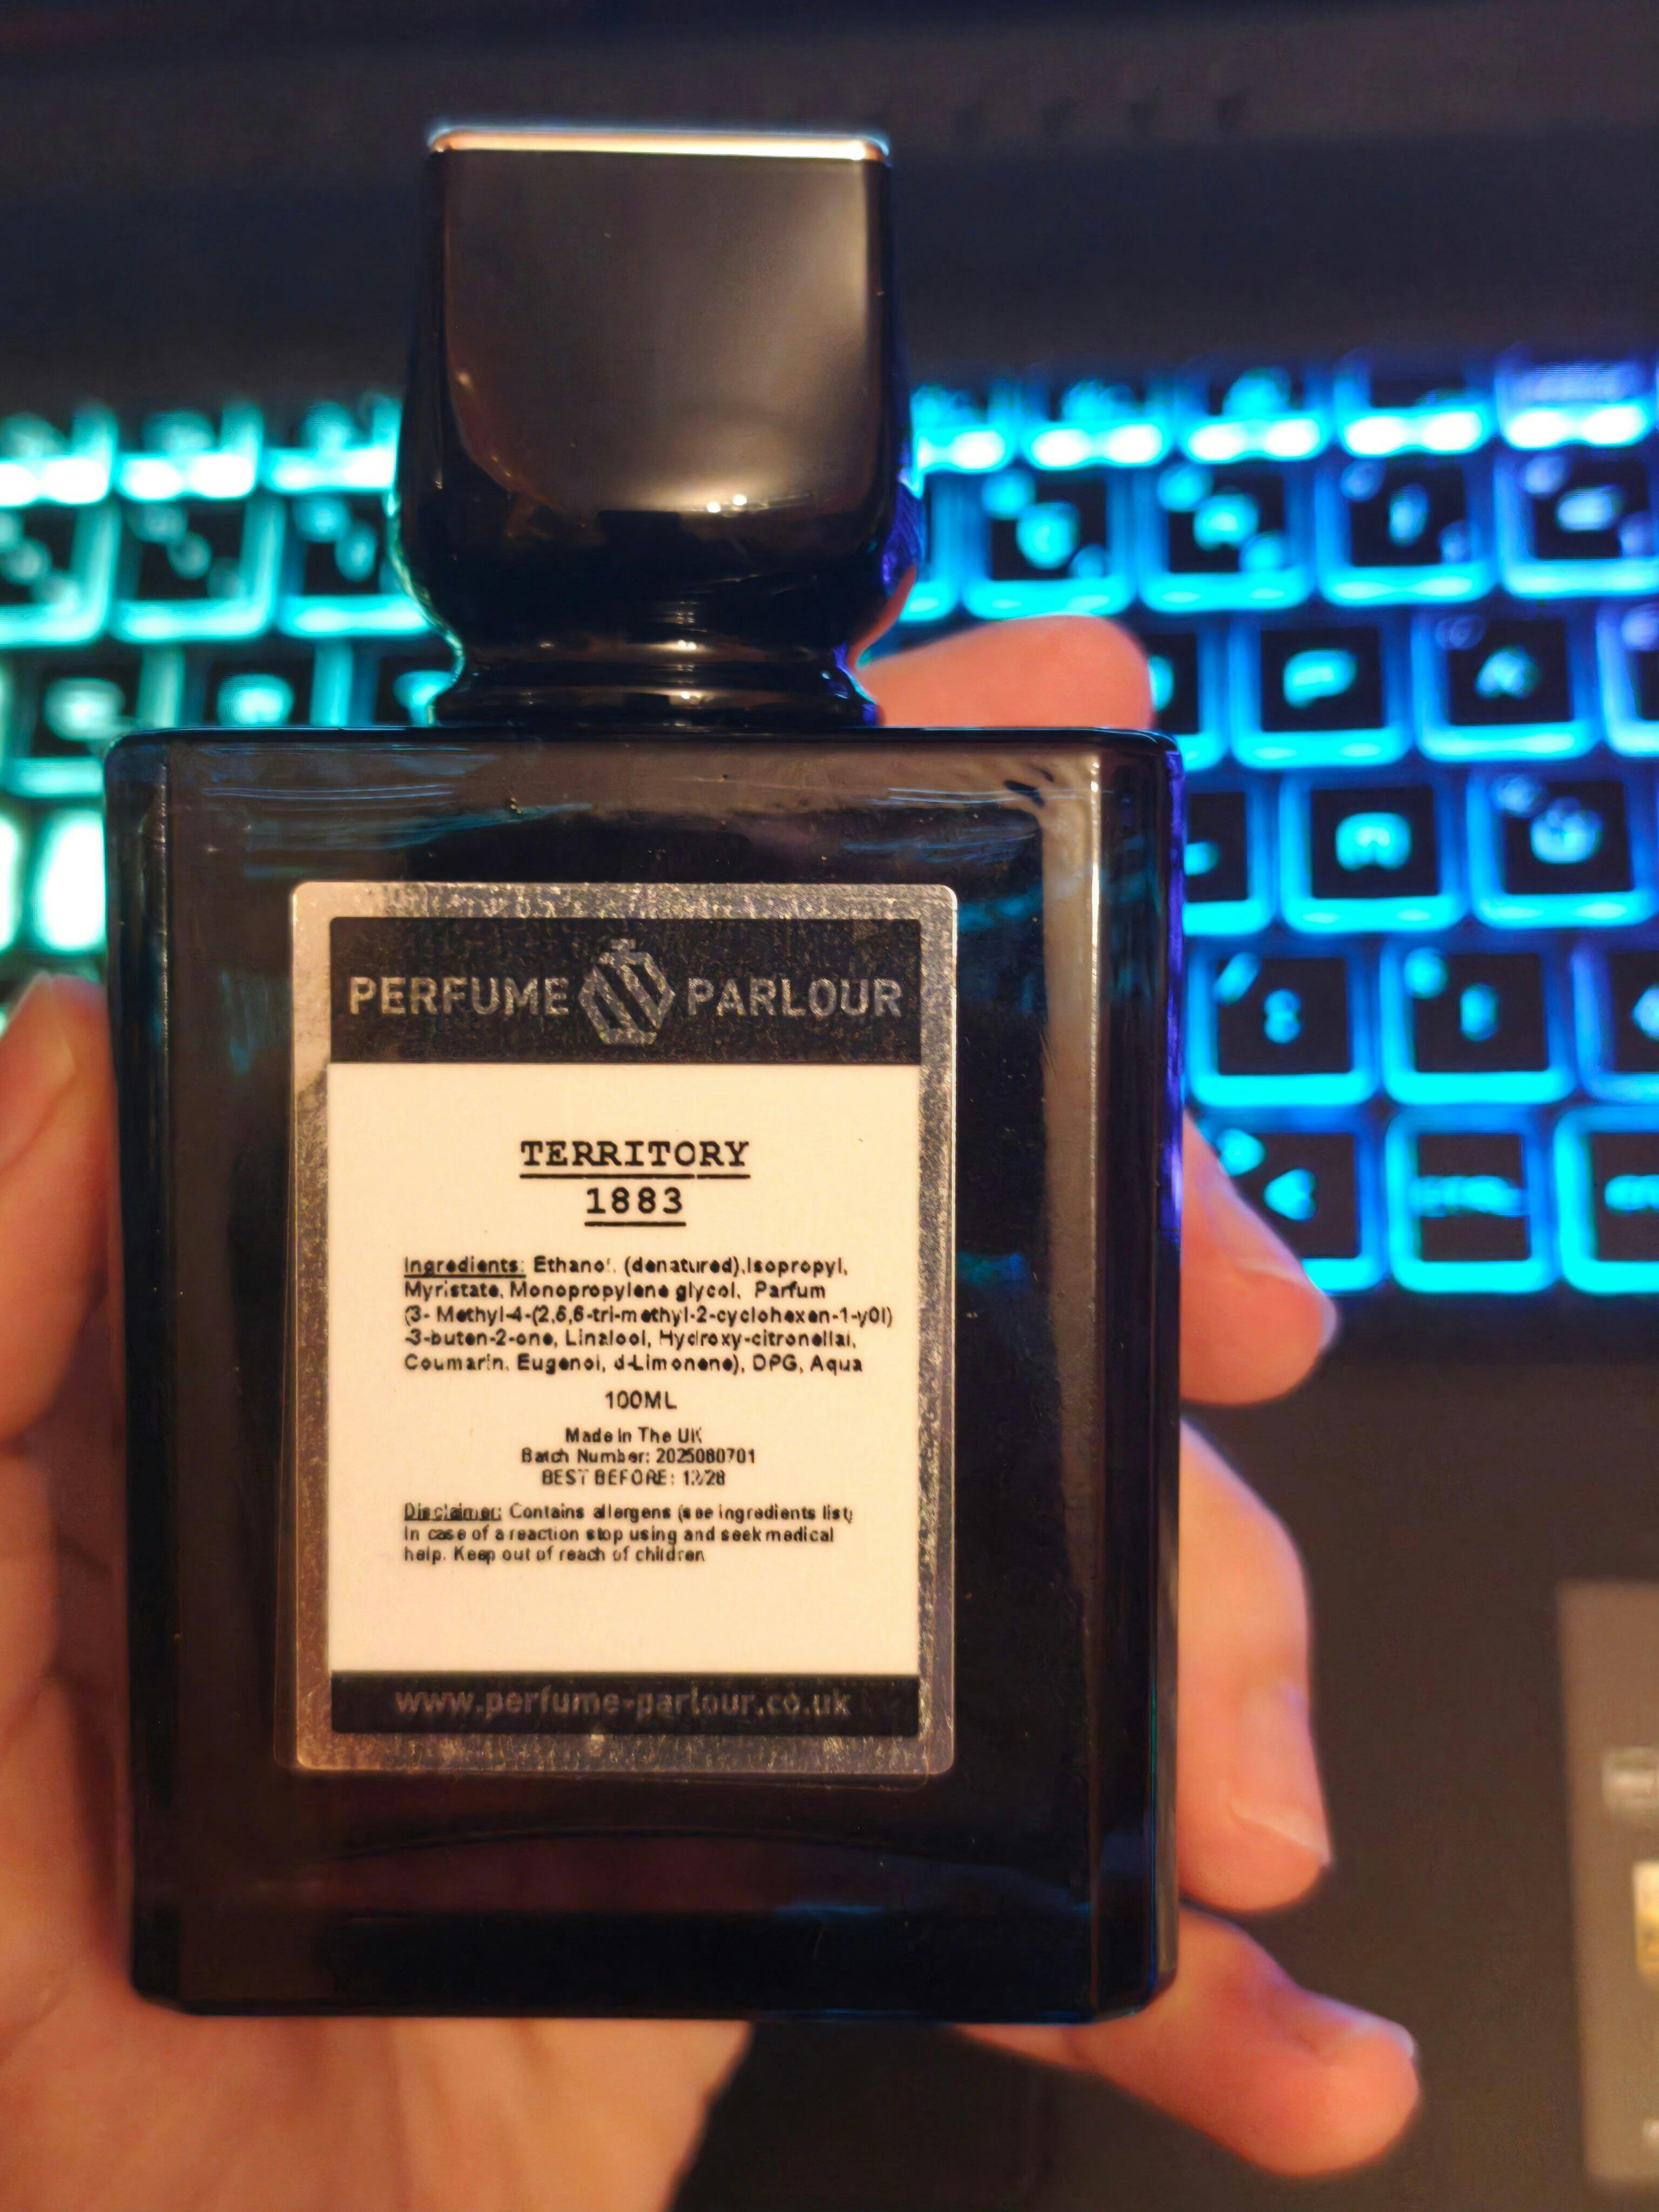 PERFUME PARLOUR
TERRITORY
1883
Ingredients: Ethanol, (denatured),Isopropyl,
Myristate, Monopropylene glycol, Parfum
(3- Methyl-4-(2,6,6-tri-methyl-2-cyclohexen-1-y0l)
-3-buten-2-one, Linalool, Hydroxy-citronellal,
Coumarin, Eugenol, d-Limonene), DPG, Aqua
100ML
Made In The UK
Batch Number: 2025080701
BEST BEFORE: 12/28
Disclaimer: Contains allergens (see ingredients list)
In case of a reaction stop using and seek medical
help. Keep out of reach of children
www.perfume-parlour.co.uk